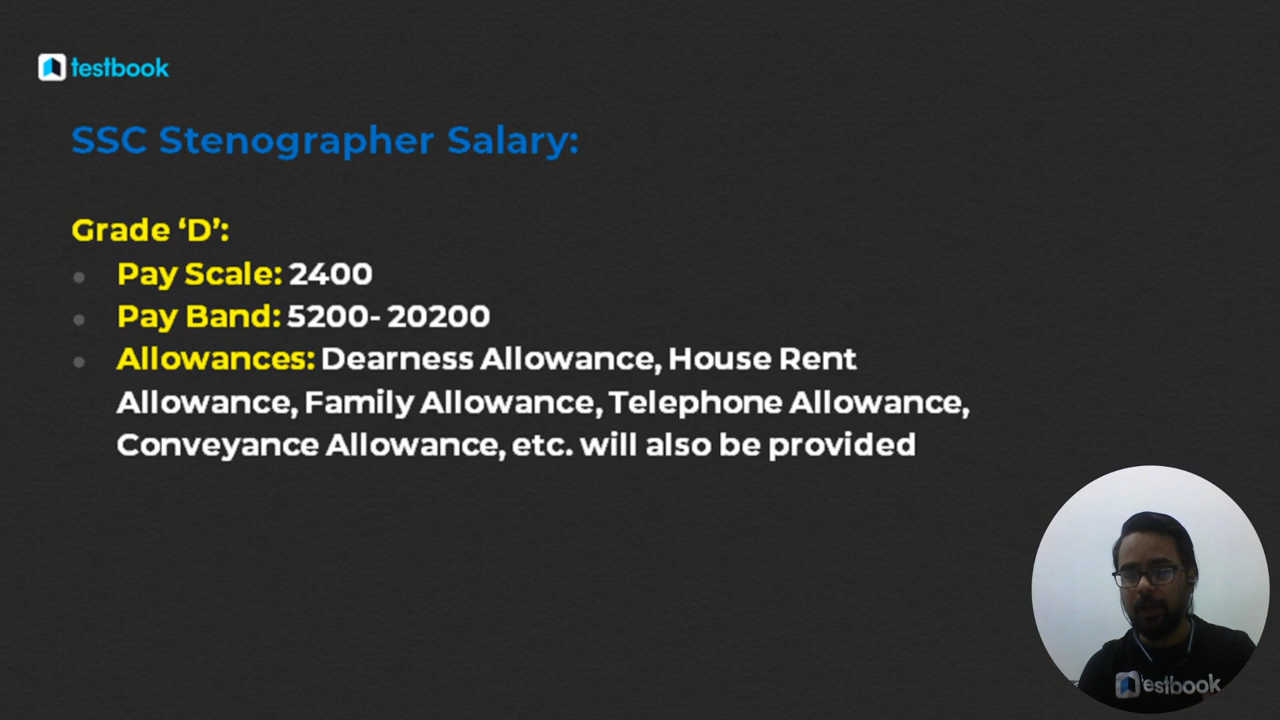 testbook
SSC Stenographer Salary:
Grade ‘D’:
Pay Scale: 2400
Pay Band: 5200- 20200
Allowances: Dearness Allowance, House Rent
Allowance, Family Allowance, Telephone Allowance,
Conveyance Allowance, etc. will also be provided
testbook